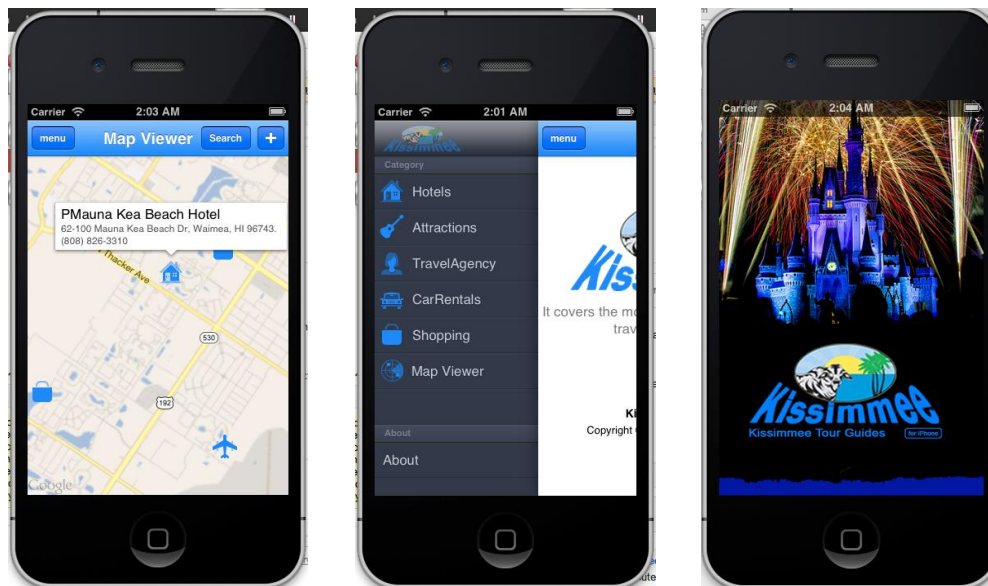 Carrier 2:03 AM
menu Map Viewer Search +
PMauna Kea Beach Hotel
62-100 Mauna Kea Beach Dr, Waimea, HI 96743.
(808) 826-3310
Thacker Ave
530
192
Google
Carrier 2:01 AM
Kissimmee
menu
Category
Hotels
Attractions
TravelAgency
CarRentals
Shopping
Map Viewer
About
About
Kis
It covers the mo
trav
Ki
Copyright
Carrier 2:04 AM
Kissimmee
Kissimmee Tour Guides for iPhone